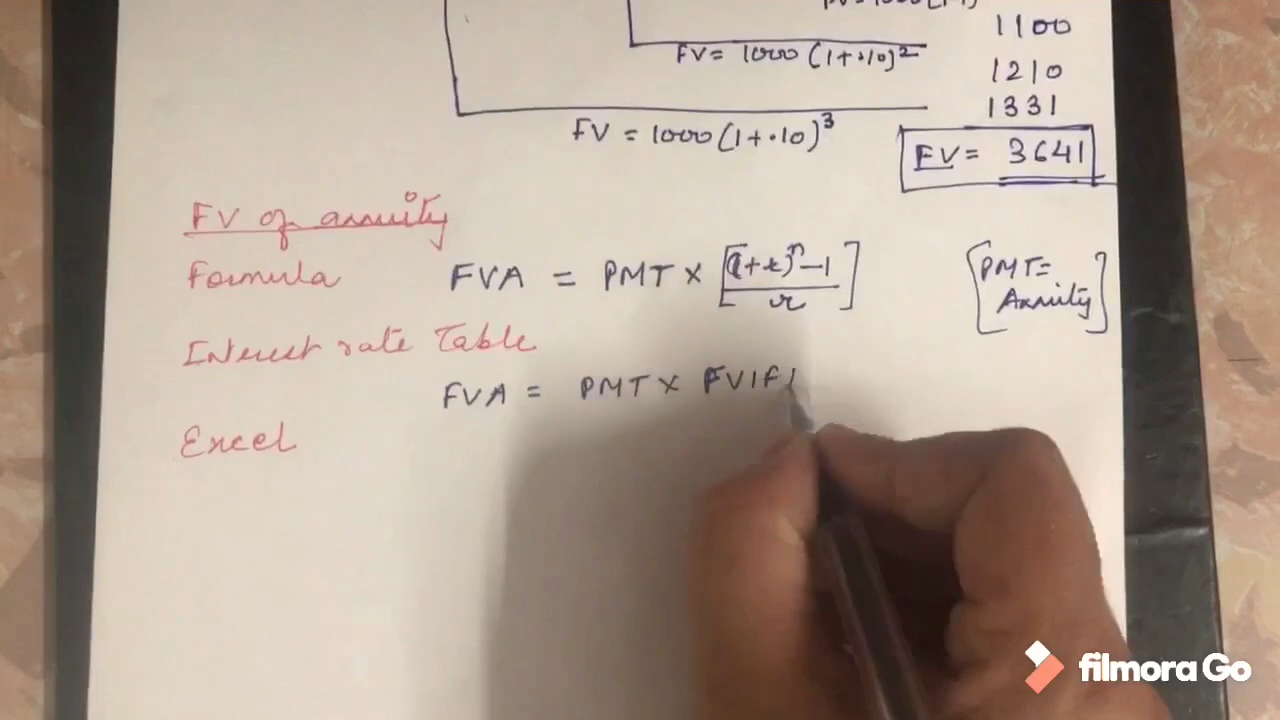 1100
FV = 1000 (1+.10)²
1210
1331
FV = 1000 (1+.10)³
FV = 3641
FV of annuity
Formula FVA = PMT × [(1+r)ⁿ-1 / r] [PMT = Annuity]
Interest rate Table
FVA = PMT × FVIF
Excel
filmora Go